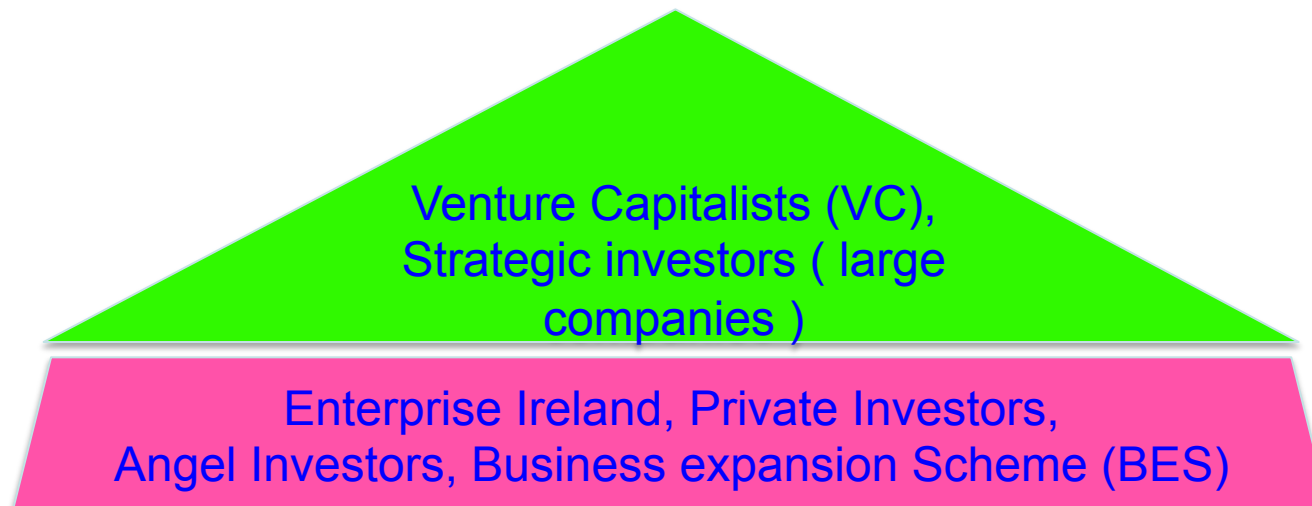 Venture Capitalists (VC),
Strategic investors ( large
companies )
Enterprise Ireland, Private Investors,
Angel Investors, Business expansion Scheme (BES)